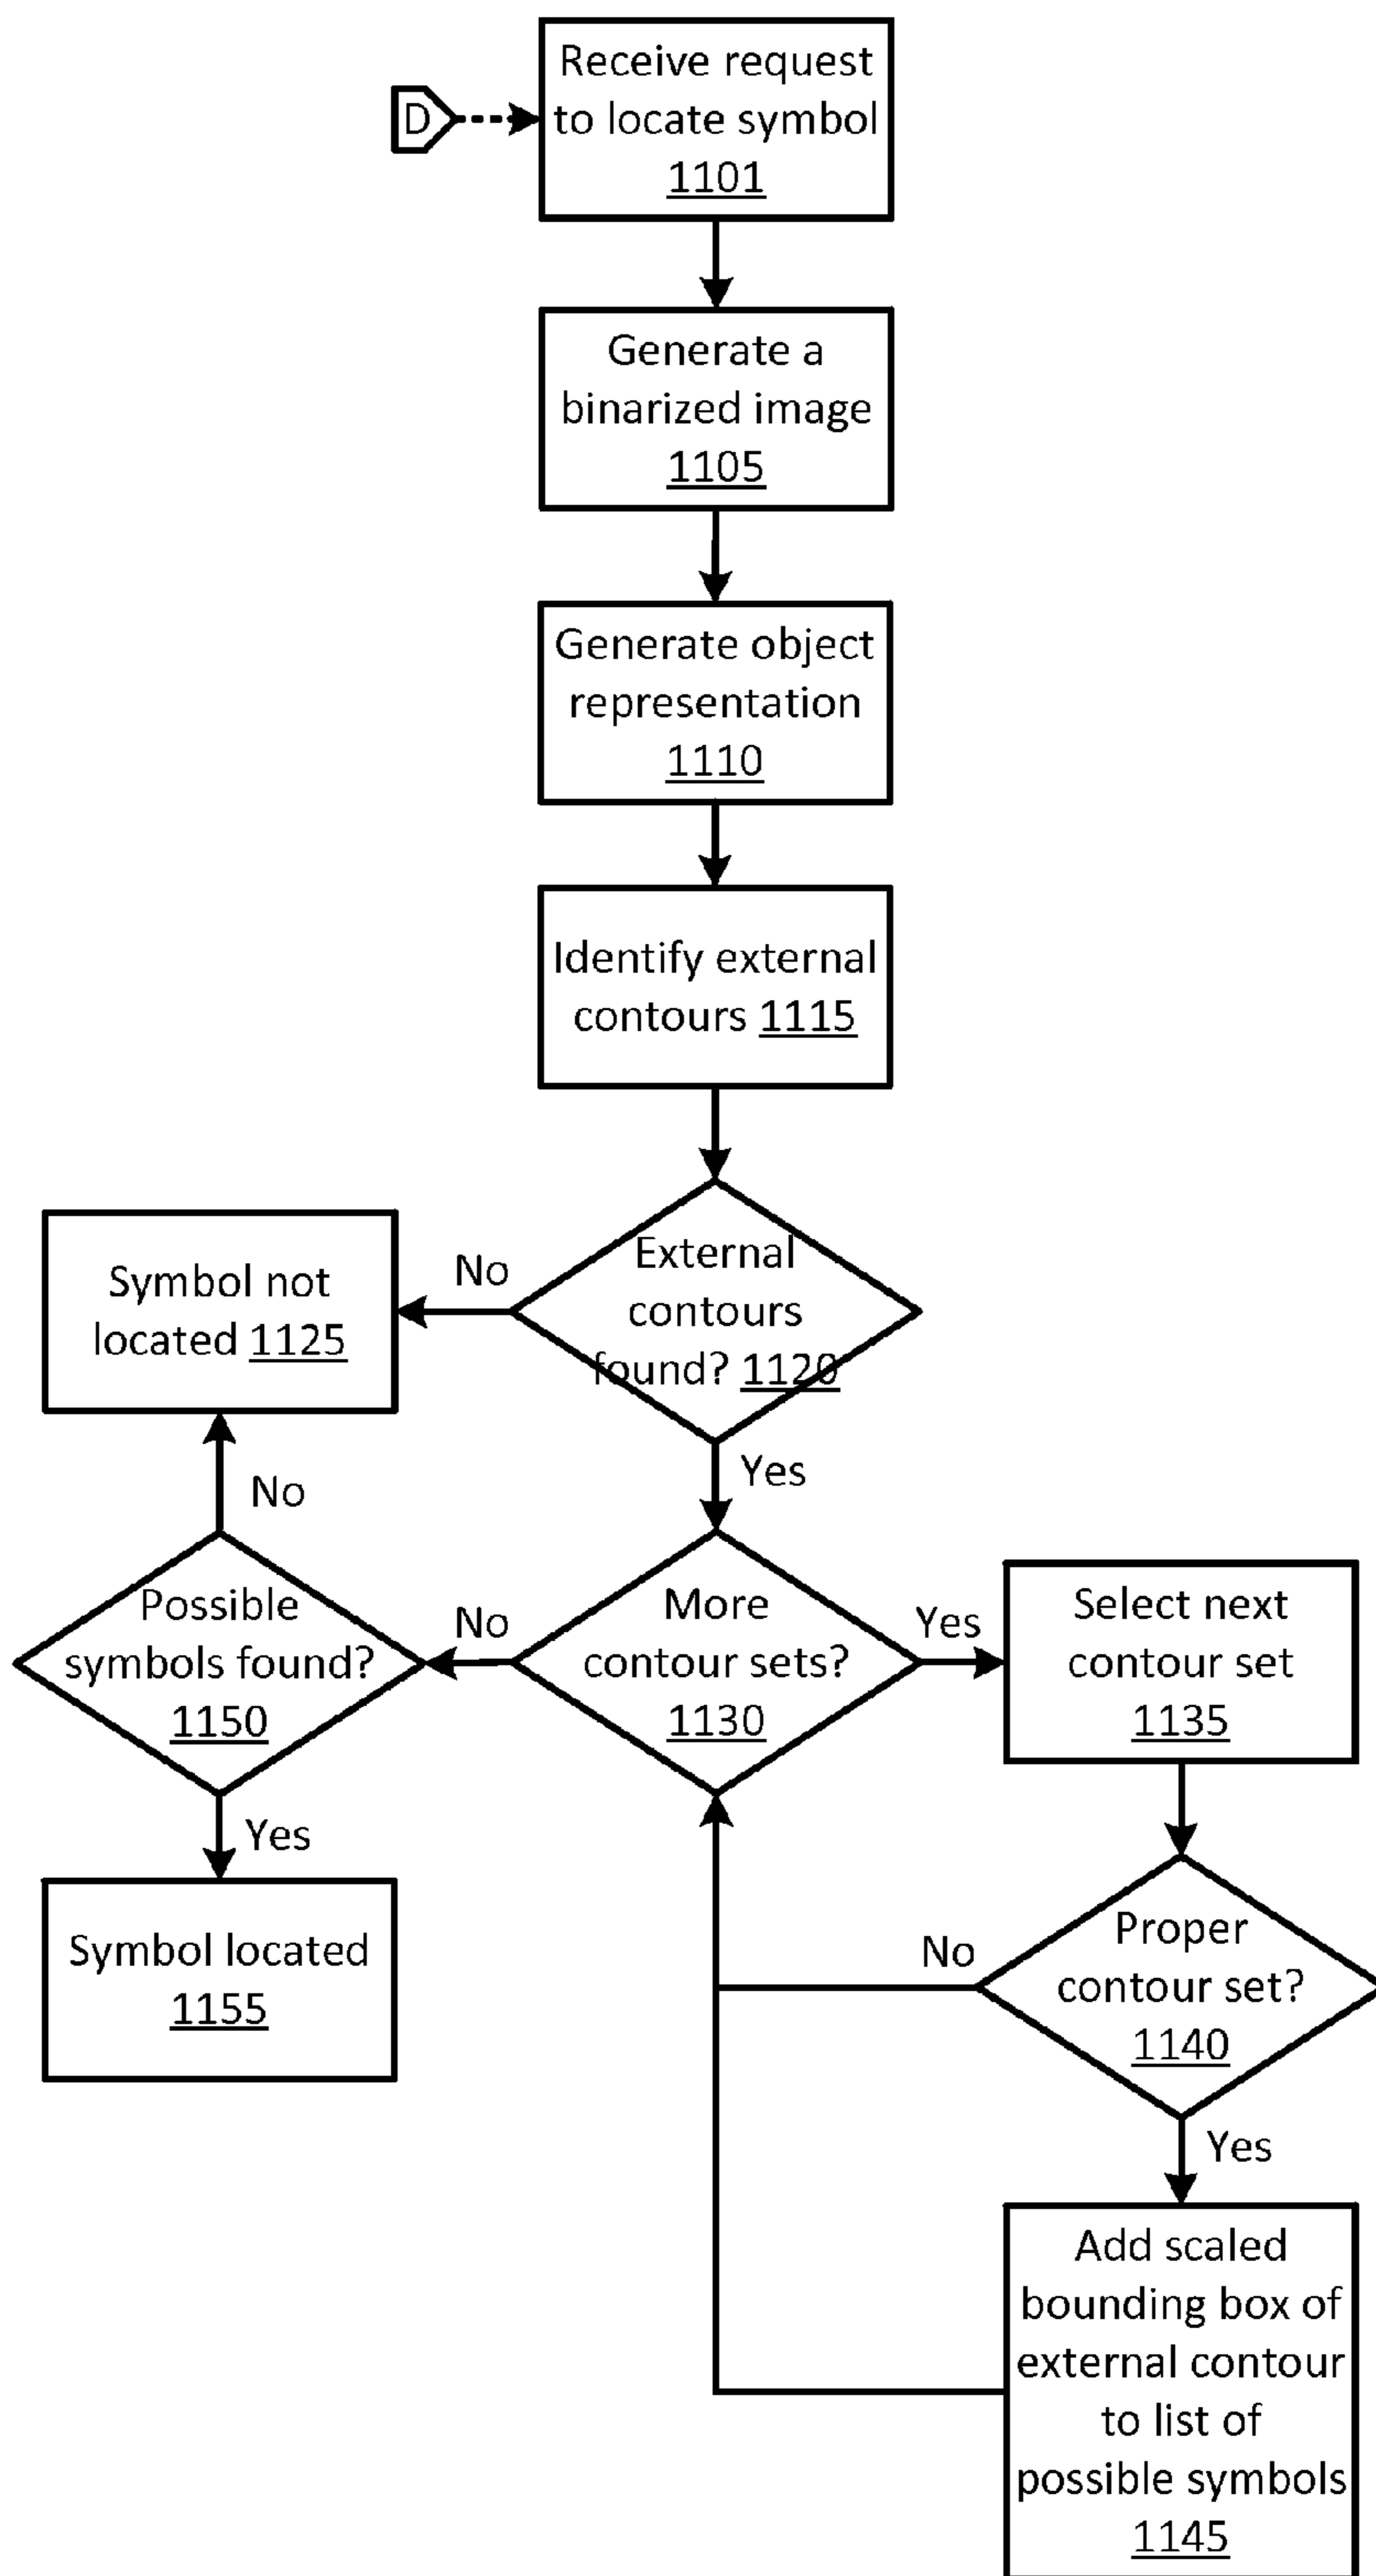 Receive request
D
to locate symbol
1101
Generate a
binarized image
1105
Generate object
representation
1110
Identify external
contours 1115
External
contours
found? 1120
No
Symbol not
located 1125
Yes
No
More
contour sets?
1130
No
Yes
Possible
symbols found?
1150
Select next
contour set
1135
Yes
Symbol located
1155
Proper
contour set?
1140
No
Yes
Add scaled
bounding box of
external contour
to list of
possible symbols
1145